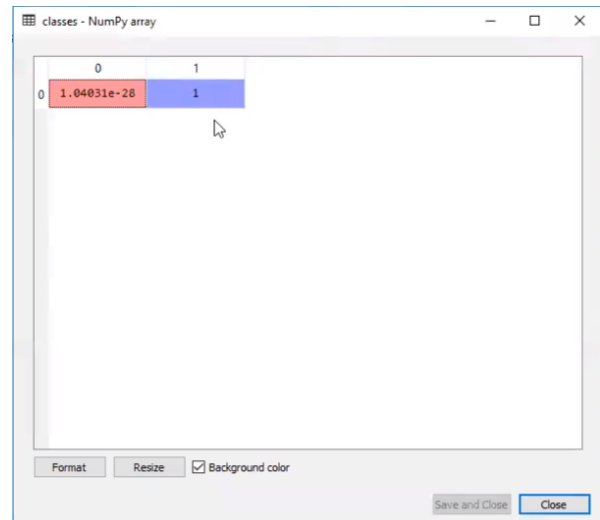 classes - NumPy array
0 1
0 1.04031e-28 1
Format Resize Background color
Save and Close Close